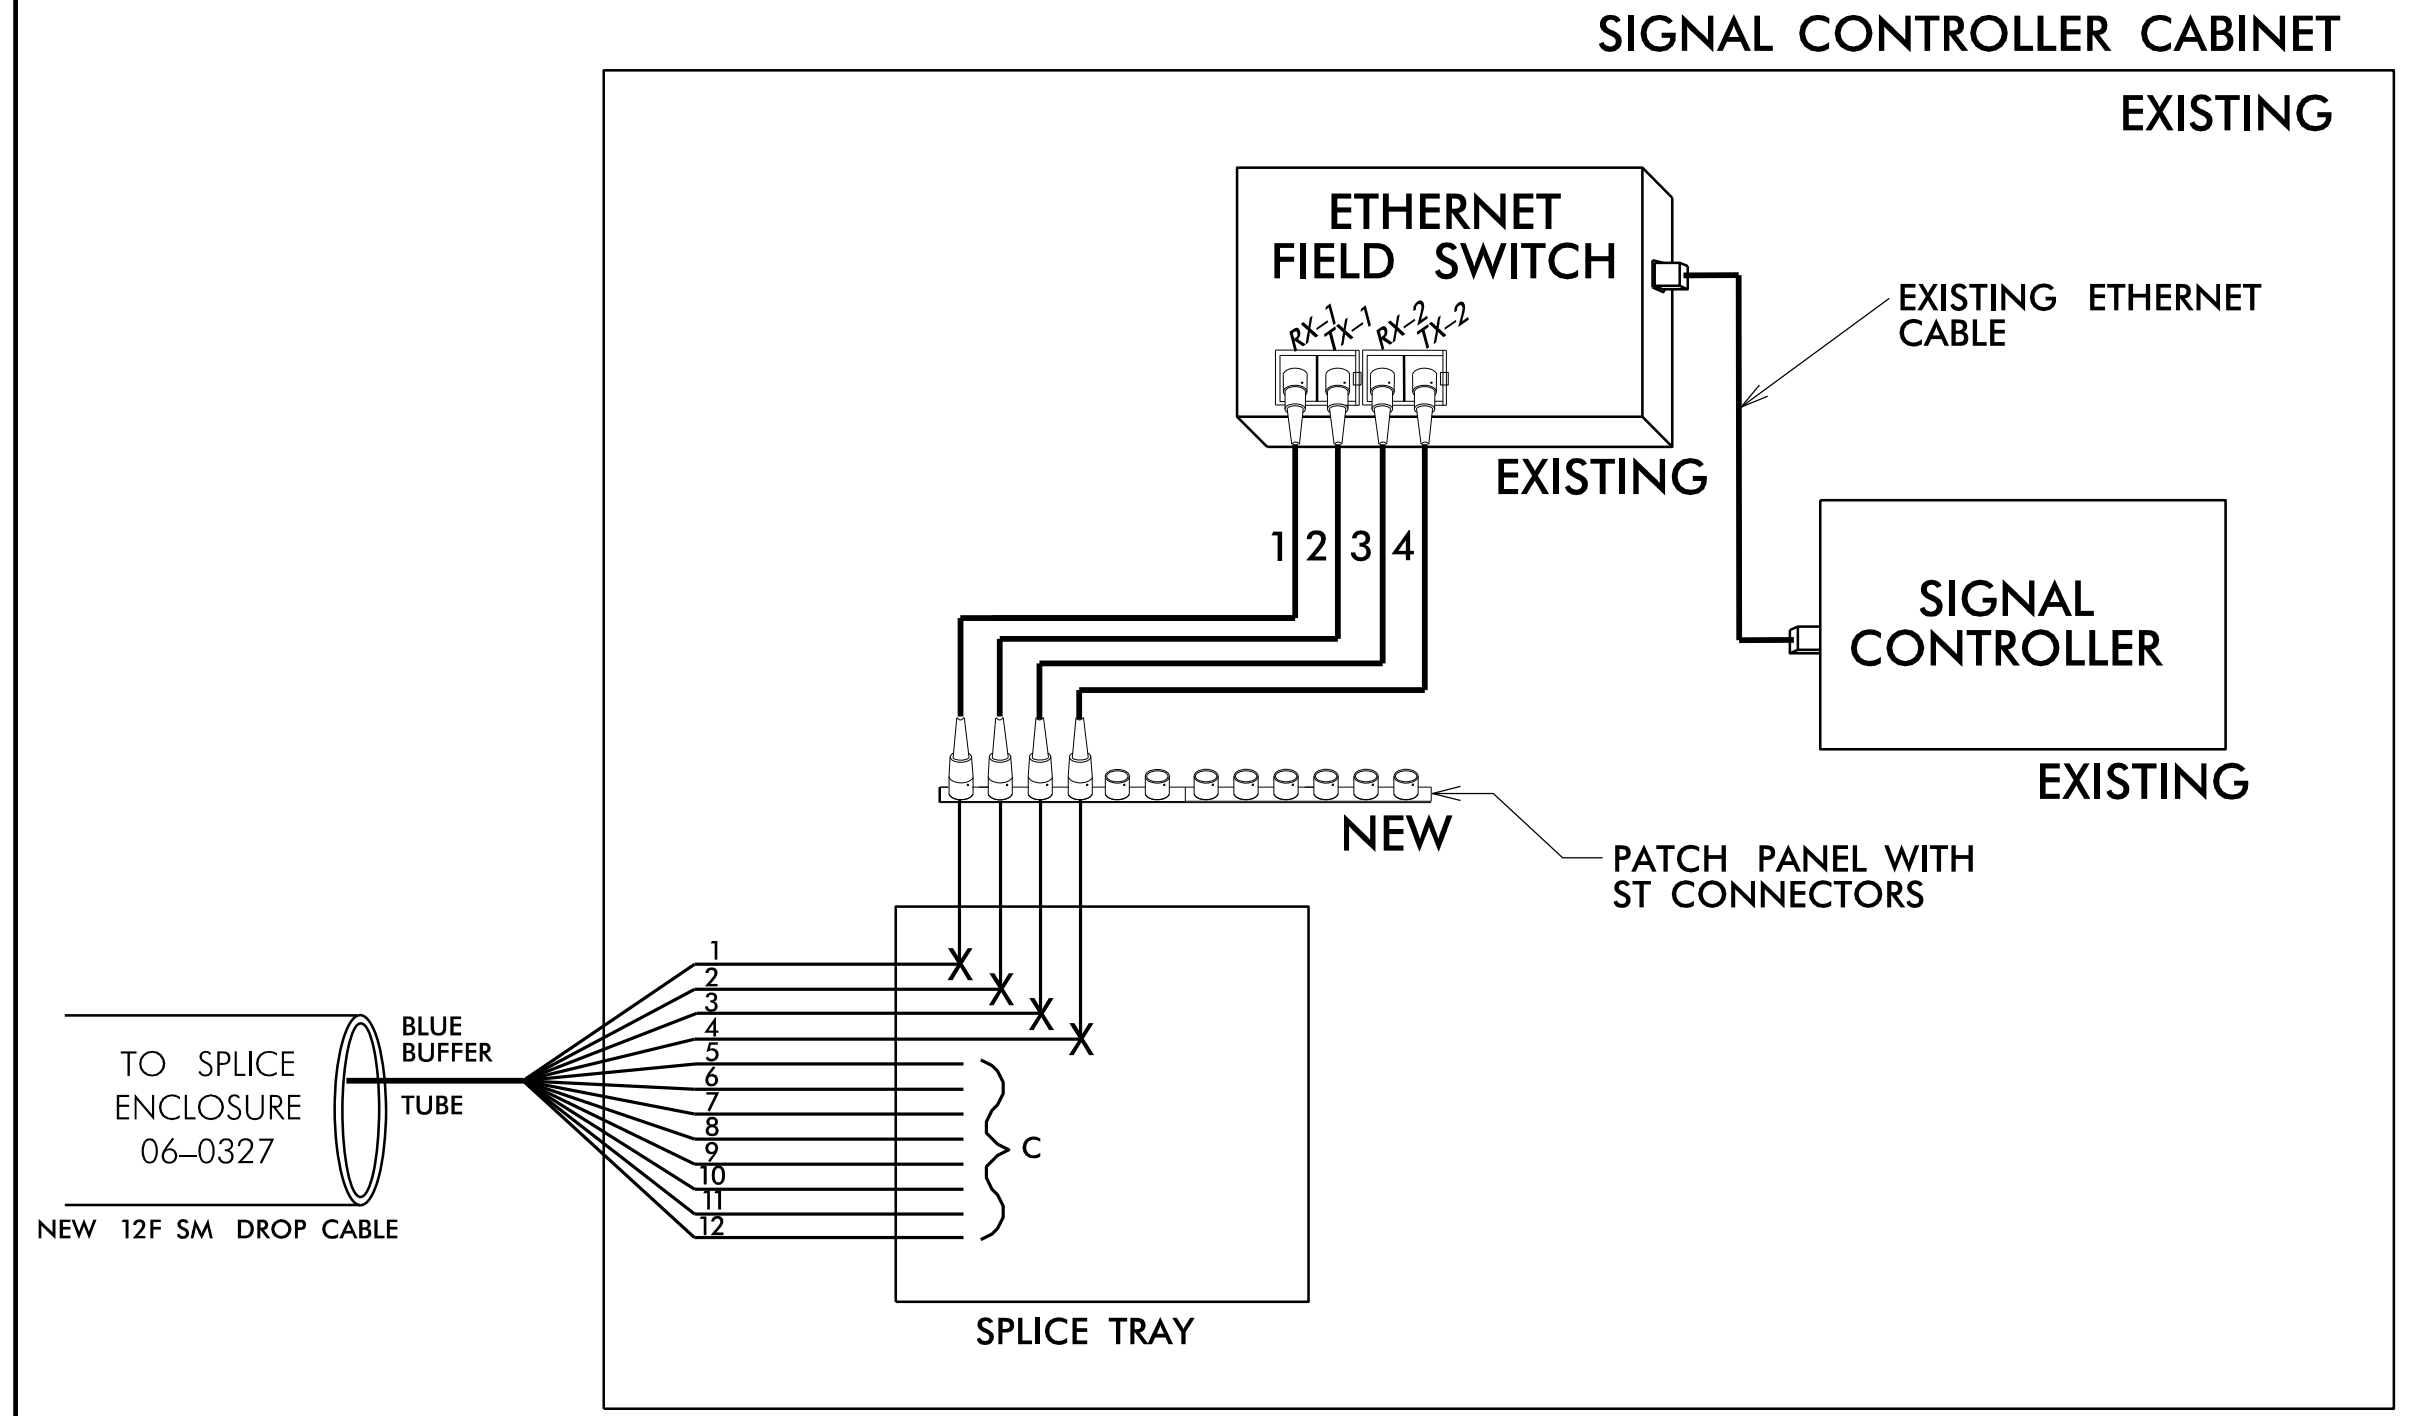 SIGNAL CONTROLLER CABINET
EXISTING
ETHERNET
FIELD SWITCH
RX-1
TX-1
RX-2
TX-2
EXISTING ETHERNET
CABLE
EXISTING
1 2 3 4
SIGNAL
CONTROLLER
EXISTING
NEW
PATCH PANEL WITH
ST CONNECTORS
1
2
3
4
5
6
7
8
9
10
11
12
X
X
X
X
C
BLUE
BUFFER
TUBE
TO SPLICE
ENCLOSURE
06-0327
NEW 12F SM DROP CABLE
SPLICE TRAY